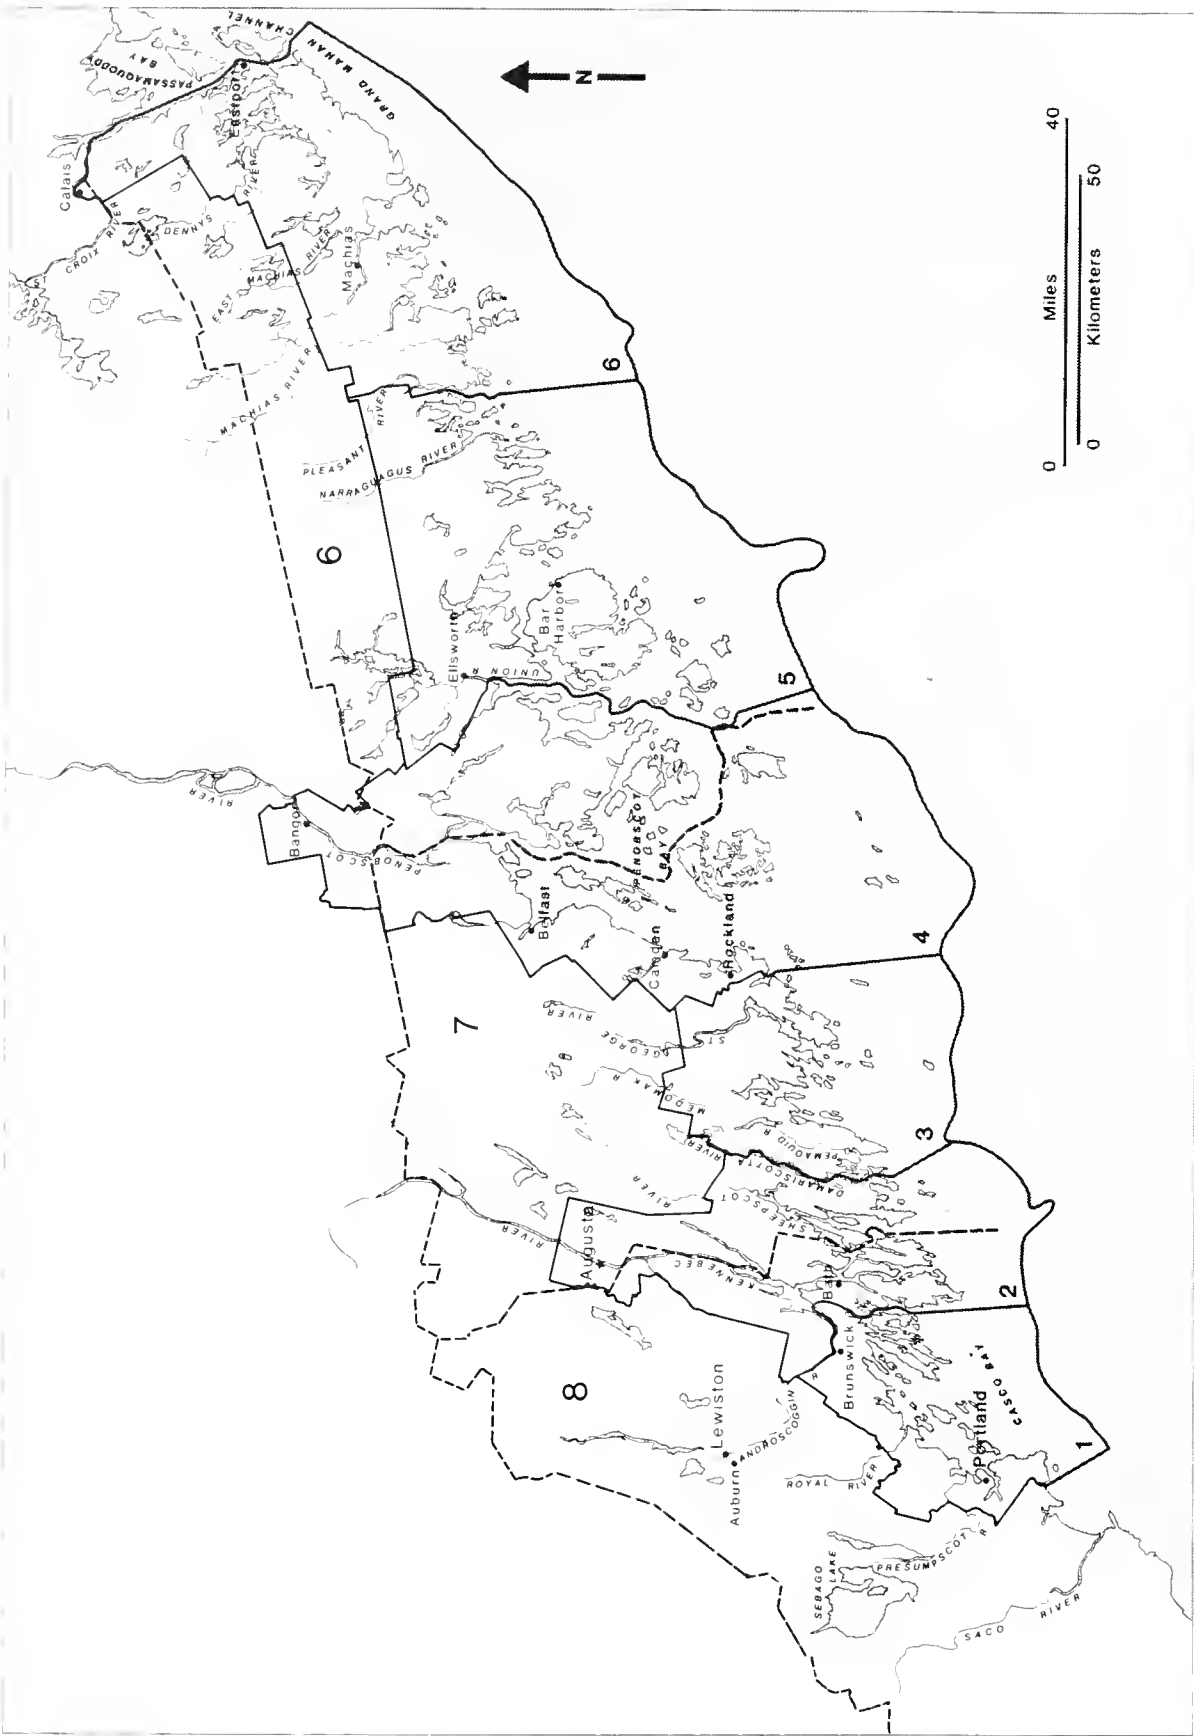 PASSAMAQUODDY
BAY
GRAND MANAN
CHANNEL
N
Calais
Eastport
ST CROIX RIVER
DENNYS
RIVER
EAST MACHIAS RIVER
Machias
MACHIAS RIVER
6
6
PLEASANT
RIVER
NARRAGUAGUS RIVER
0 Miles 40
0 Kilometers 50
Ellsworth
Bar
Harbor
UNION R
5
RIVER
Bangor
PENOBSCOT
PENOBSCOT
BAY
Belfast
Camden
Rockland
4
7
ST. GEORGE
RIVER
MEDOMAK R
PEMAQUID R
DAMARISCOTTA
RIVER
3
SHEEPSCOT
RIVER
Augusta
KENNEBEC
RIVER
Bath
2
Brunswick
8
Lewiston
Auburn
ANDROSCOGGIN
R
ROYAL RIVER
CASCO BAY
Portland
1
SEBAGO
LAKE
PRESUMPSCOT
R
SACO RIVER